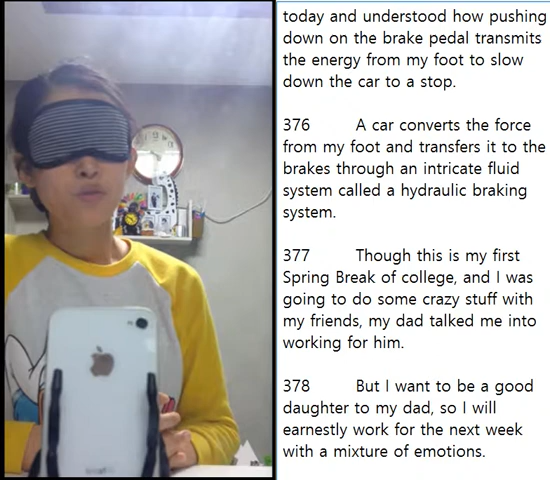 today and understood how pushing
down on the brake pedal transmits
the energy from my foot to slow
down the car to a stop.
376 A car converts the force
from my foot and transfers it to the
brakes through an intricate fluid
system called a hydraulic braking
system.
377 Though this is my first
Spring Break of college, and I was
going to do some crazy stuff with
my friends, my dad talked me into
working for him.
378 But I want to be a good
daughter to my dad, so I will
earnestly work for the next week
with a mixture of emotions.